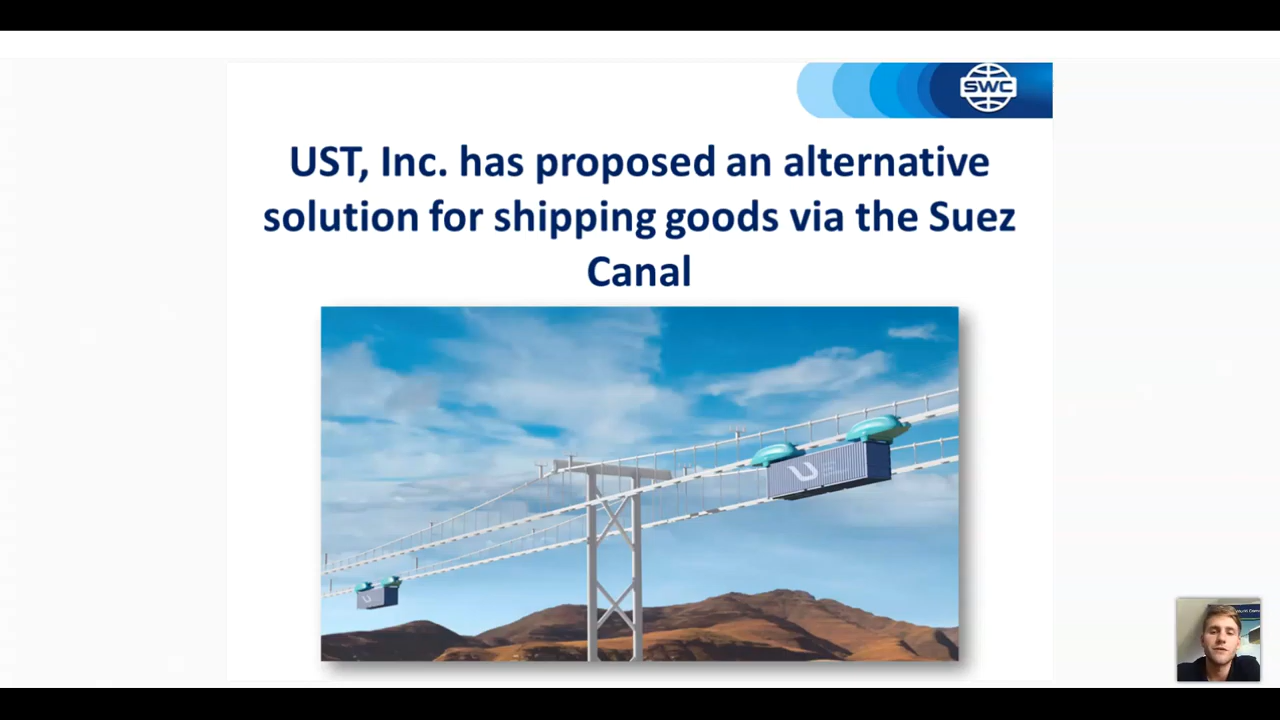 SWC
UST, Inc. has proposed an alternative
solution for shipping goods via the Suez
Canal
U
U